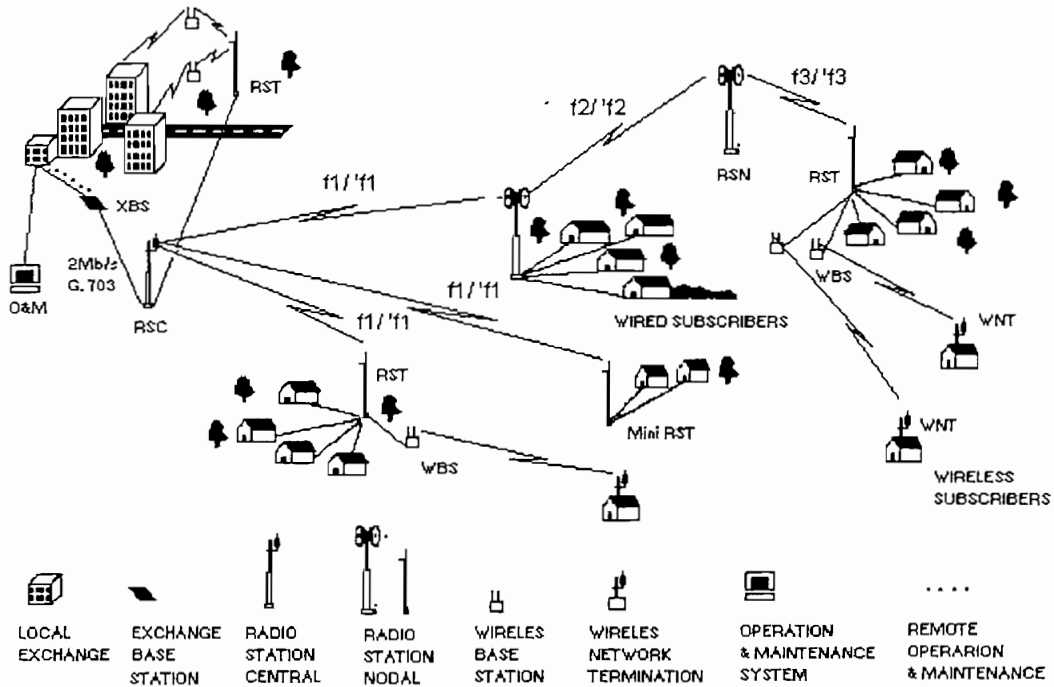 RST
f3/'f3
f2/'f2
RSN
RST
XBS
f1/'f1
2Mb/s
G.703
O&M
RSC
WBS
f1/'f1
WIRED SUBSCRIBERS
WNT
f1/'f1
RST
Mini RST
WNT
WBS
WIRELESS
SUBSCRIBERS
LOCAL
EXCHANGE
EXCHANGE
BASE
STATION
RADIO
STATION
CENTRAL
RADIO
STATION
NODAL
WIRELES
BASE
STATION
WIRELES
NETWORK
TERMINATION
OPERATION
& MAINTENANCE
SYSTEM
REMOTE
OPERARION
& MAINTENANCE